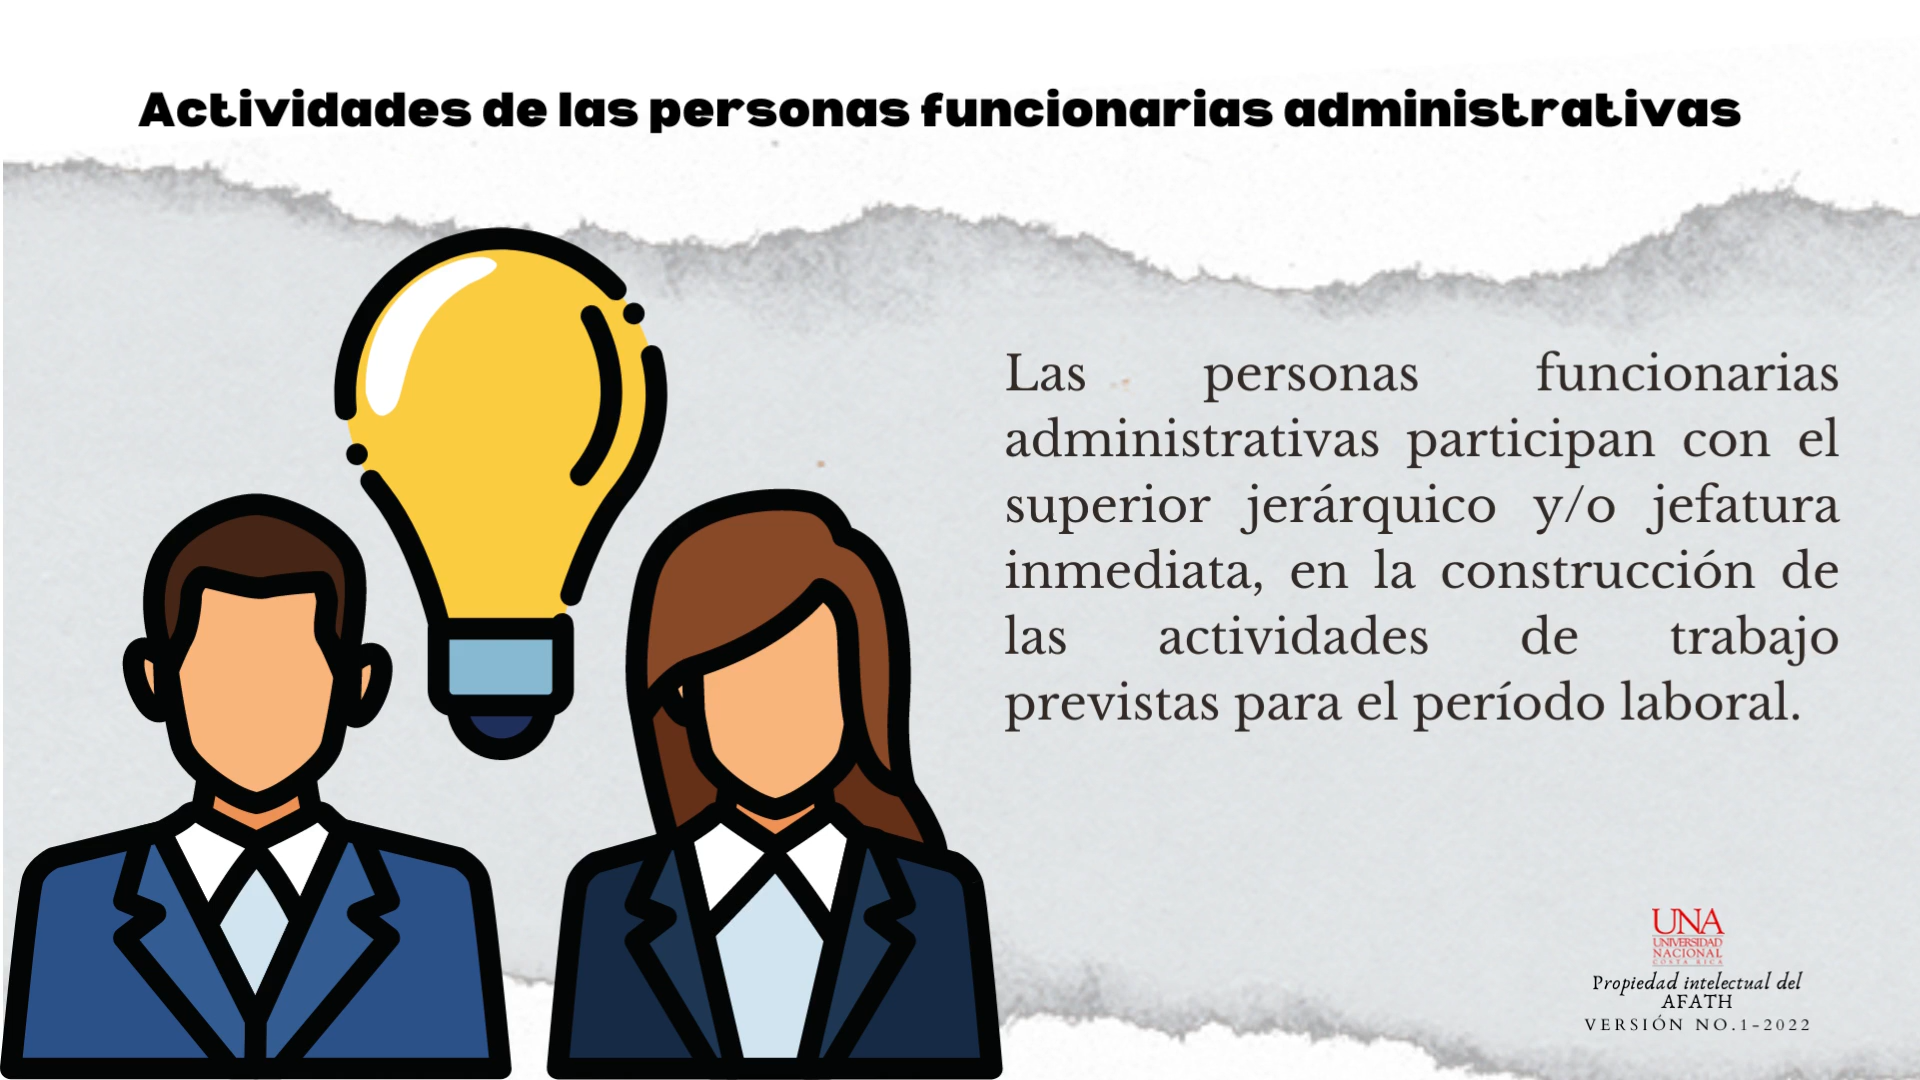 Actividades de las personas funcionarias administrativas
Las personas funcionarias
administrativas participan con el
superior jerárquico y/o jefatura
inmediata, en la construcción de
las actividades de trabajo
previstas para el período laboral.
UNA
UNIVERSIDAD
NACIONAL
COSTA RICA
Propiedad intelectual del
AFATH
VERSIÓN NO.1-2022